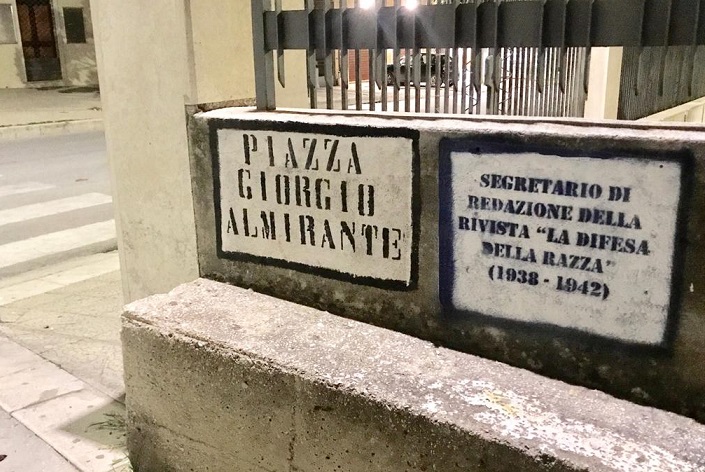 PIAZZA
GIORGIO
ALMIRANTE
SEGRETARIO DI
REDAZIONE DELLA
RIVISTA "LA DIFESA
DELLA RAZZA"
(1938 - 1942)